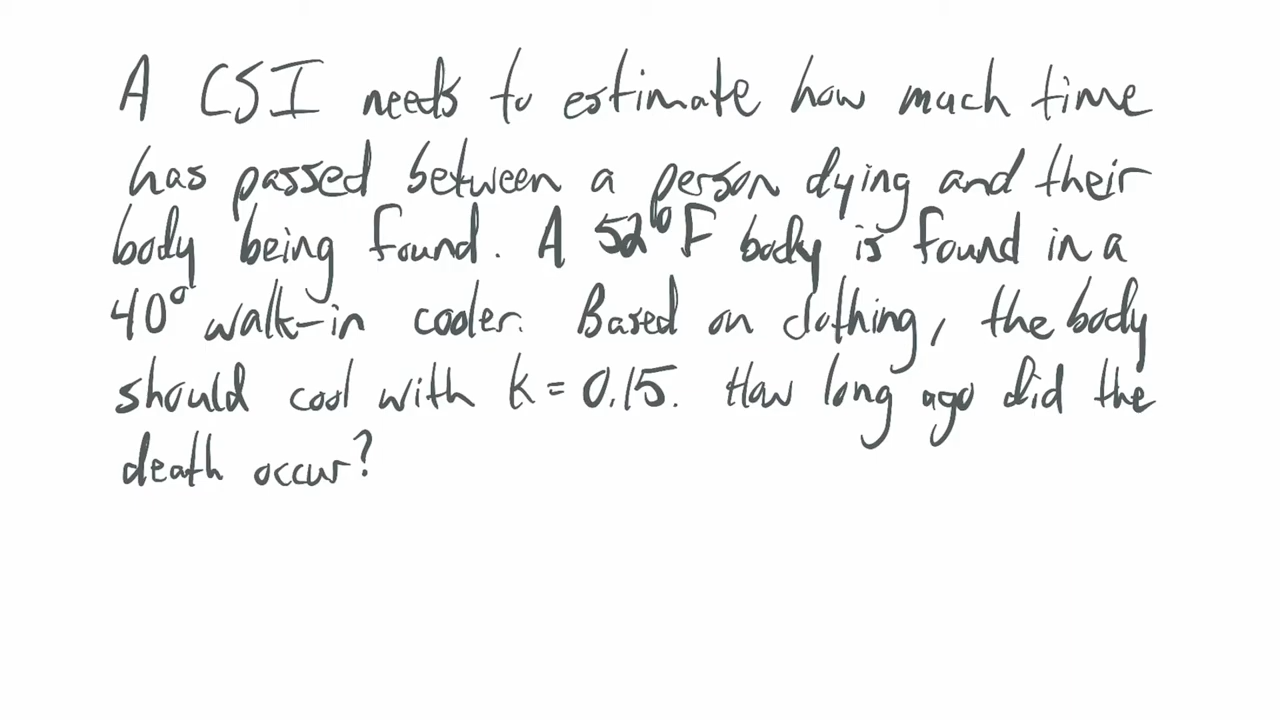 A CSI needs to estimate how much time
has passed between a person dying and their
body being found. A 52° F body is found in a
40° walk-in cooler. Based on clothing, the body
should cool with k = 0.15. How long ago did the
death occur?